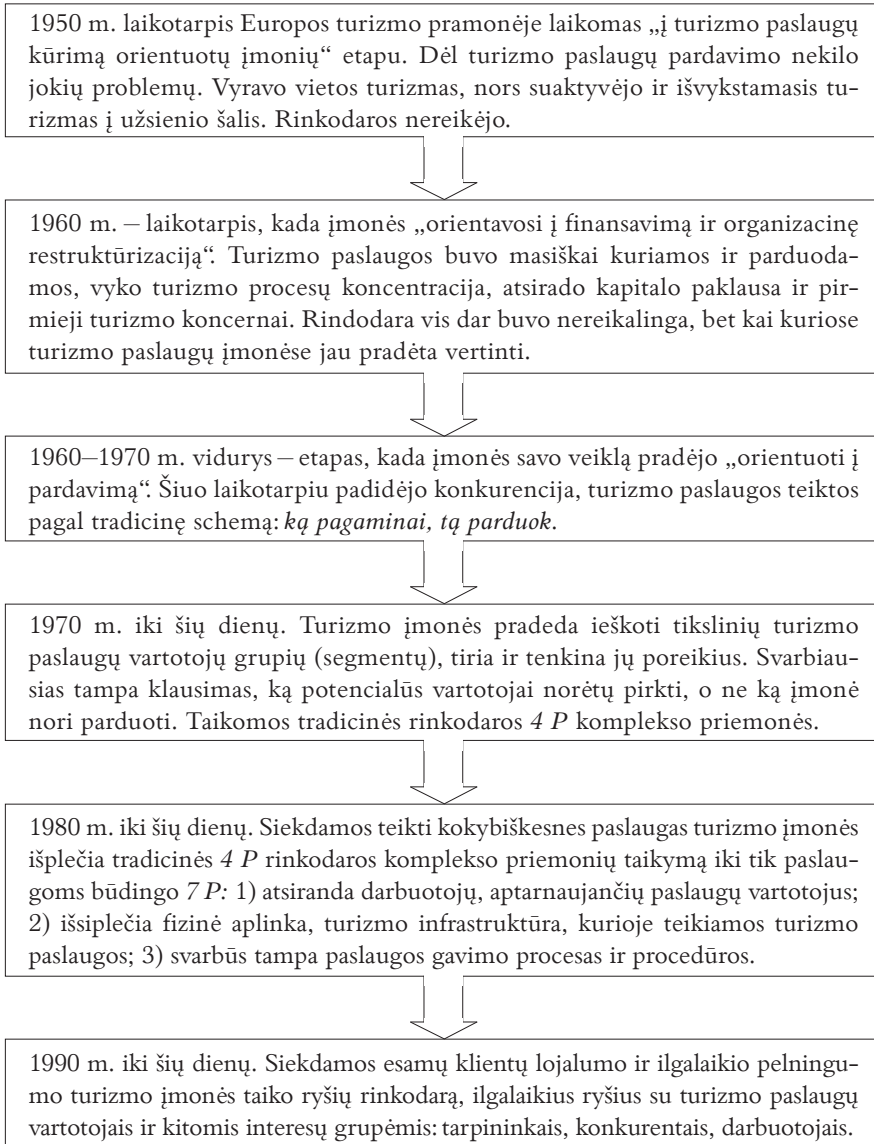 1950 m. laikotarpis Europos turizmo pramonėje laikomas „į turizmo paslaugų
kūrimą orientuotų įmonių“ etapu. Dėl turizmo paslaugų pardavimo nekilo
jokių problemų. Vyravo vietos turizmas, nors suaktyvėjo ir išvykstamasis tu-
rizmas į užsienio šalis. Rinkodaros nereikėjo.
1960 m. – laikotarpis, kada įmonės „orientavosi į finansavimą ir organizacinę
restruktūrizaciją“. Turizmo paslaugos buvo masiškai kuriamos ir parduoda-
mos, vyko turizmo procesų koncentracija, atsirado kapitalo paklausa ir pir-
mieji turizmo koncernai. Rindodara vis dar buvo nereikalinga, bet kai kuriose
turizmo paslaugų įmonėse jau pradėta vertinti.
1960–1970 m. vidurys – etapas, kada įmonės savo veiklą pradėjo „orientuoti į
pardavimą“. Šiuo laikotarpiu padidėjo konkurencija, turizmo paslaugos teiktos
pagal tradicinę schemą: ką pagaminai, tą parduok.
1970 m. iki šių dienų. Turizmo įmonės pradeda ieškoti tikslinių turizmo
paslaugų vartotojų grupių (segmentų), tiria ir tenkina jų poreikius. Svarbiau-
sias tampa klausimas, ką potencialūs vartotojai norėtų pirkti, o ne ką įmonė
nori parduoti. Taikomos tradicinės rinkodaros 4 P komplekso priemonės.
1980 m. iki šių dienų. Siekdamos teikti kokybiškesnes paslaugas turizmo įmonės
išplečia tradicinės 4 P rinkodaros komplekso priemonių taikymą iki tik paslau-
goms būdingo 7 P: 1) atsiranda darbuotojų, aptarnaujančių paslaugų vartotojus;
2) išsiplečia fizinė aplinka, turizmo infrastruktūra, kurioje teikiamos turizmo
paslaugos; 3) svarbūs tampa paslaugos gavimo procesas ir procedūros.
1990 m. iki šių dienų. Siekdamos esamų klientų lojalumo ir ilgalaikio pelningu-
mo turizmo įmonės taiko ryšių rinkodarą, ilgalaikius ryšius su turizmo paslaugų
vartotojais ir kitomis interesų grupėmis: tarpininkais, konkurentais, darbuotojais.